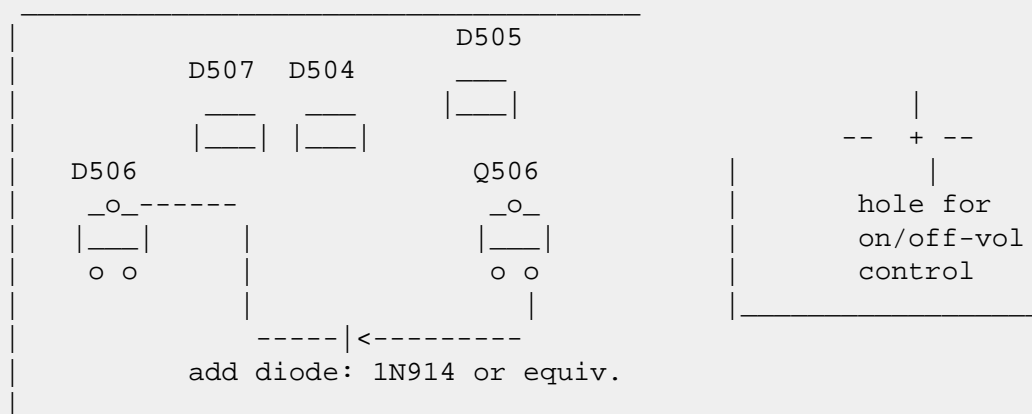 D505
D507 D504
D506 Q506
hole for
on/off-vol
control
add diode: 1N914 or equiv.